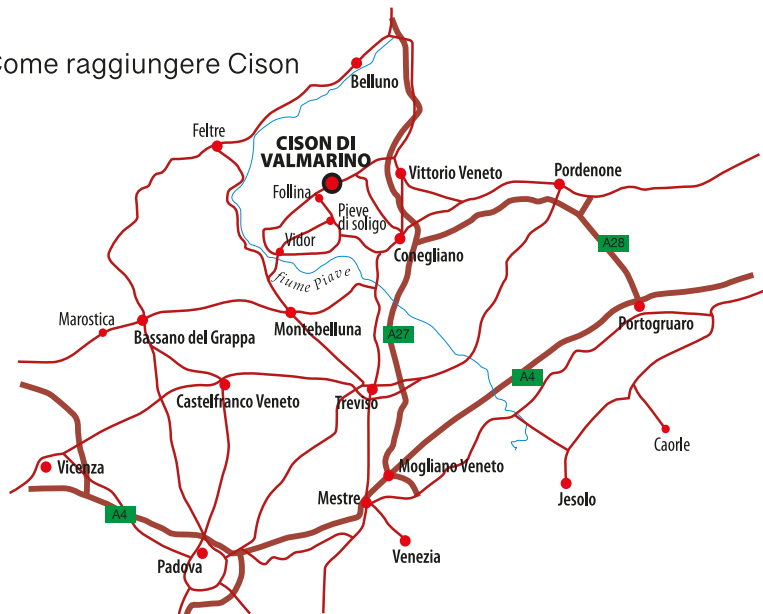 Come raggiungere Cison
Belluno
Feltre
CISON DI
VALMARINO
Vittorio Veneto
Pordenone
Follina
Pieve
di soligo
Vidor
Conegliano
A28
fiume Piave
Marostica
Bassano del Grappa
Montebelluna
A27
Portogruaro
A4
Castelfranco Veneto
Treviso
Caorle
Vicenza
Mogliano Veneto
Jesolo
Mestre
A4
Venezia
Padova